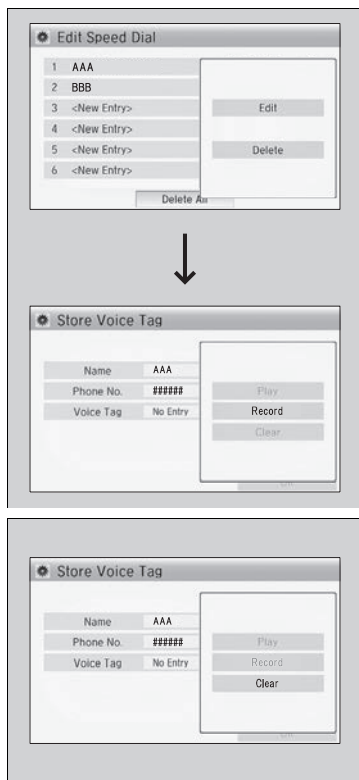 Edit Speed Dial
1 AAA
2 BBB
3 <New Entry>
4 <New Entry>
5 <New Entry>
6 <New Entry>
Edit
Delete
Delete All
Store Voice Tag
Name AAA
Phone No. ######
Voice Tag No Entry
Play
Record
Clear
Store Voice Tag
Name AAA
Phone No. ######
Voice Tag No Entry
Play
Record
Clear